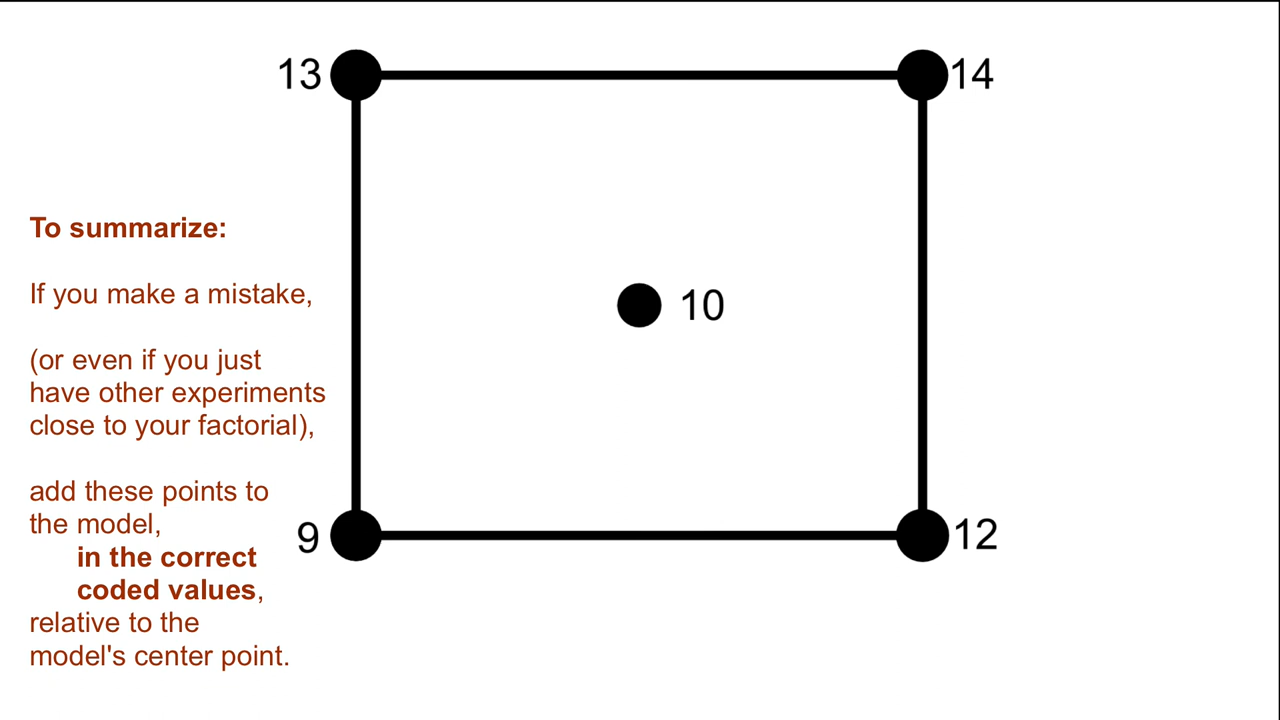 13
14
To summarize:
If you make a mistake,
10
(or even if you just
have other experiments
close to your factorial),
add these points to
the model,
9
12
in the correct
coded values,
relative to the
model's center point.